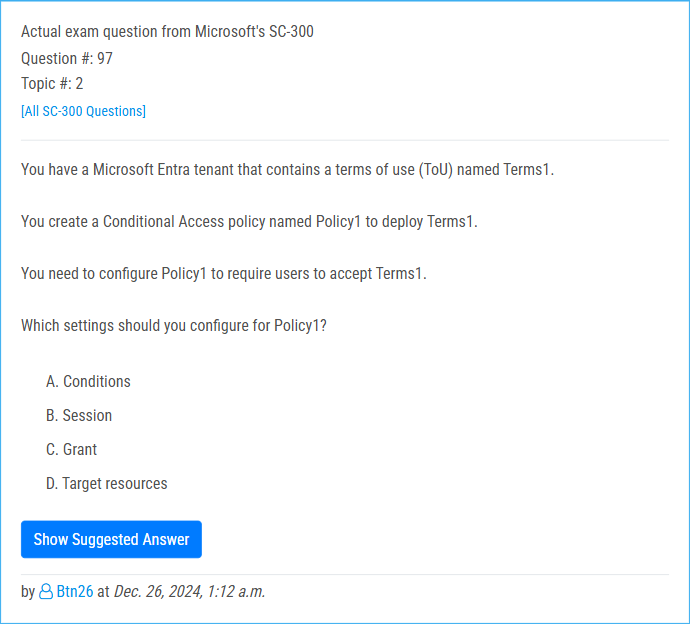 Actual exam question from Microsoft's SC-300
Question #: 97
Topic #: 2
[All SC-300 Questions]
You have a Microsoft Entra tenant that contains a terms of use (ToU) named Terms1.
You create a Conditional Access policy named Policy1 to deploy Terms1.
You need to configure Policy1 to require users to accept Terms1.
Which settings should you configure for Policy1?
A. Conditions
B. Session
C. Grant
D. Target resources
Show Suggested Answer
by Btn26 at Dec. 26, 2024, 1:12 a.m.